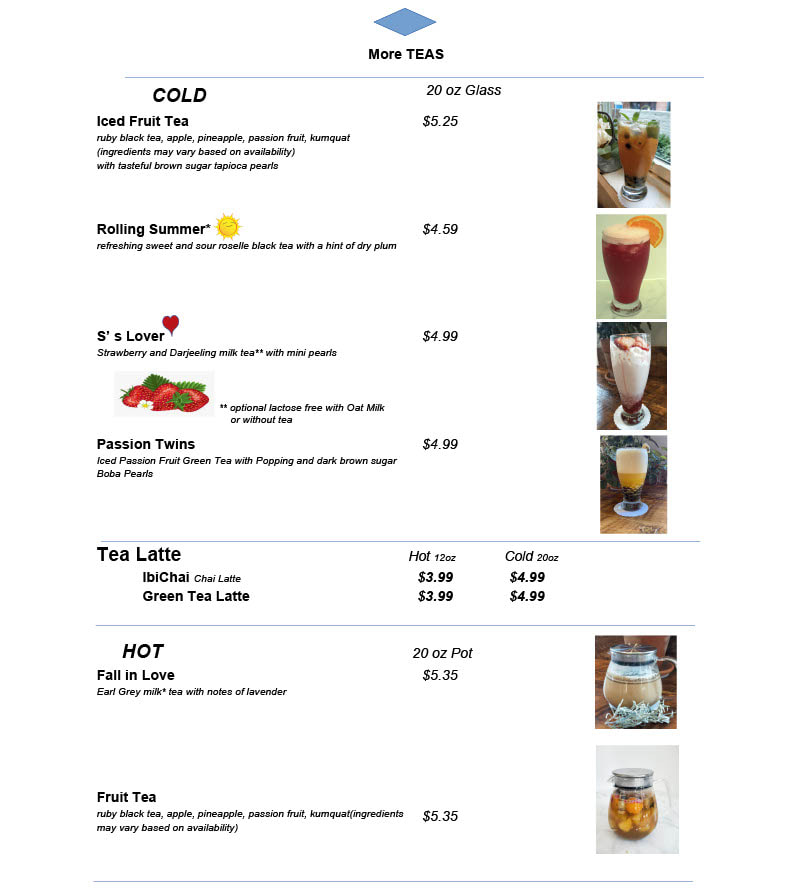 More TEAS
COLD 20 oz Glass
Iced Fruit Tea $5.25
ruby black tea, apple, pineapple, passion fruit, kumquat
(ingredients may vary based on availability)
with tasteful brown sugar tapioca pearls
Rolling Summer* $4.59
refreshing sweet and sour roselle black tea with a hint of dry plum
S' s Lover $4.99
Strawberry and Darjeeling milk tea** with mini pearls
** optional lactose free with Oat Milk
or without tea
Passion Twins $4.99
Iced Passion Fruit Green Tea with Popping and dark brown sugar
Boba Pearls
Tea Latte Hot 12oz Cold 20oz
IbiChai Chai Latte $3.99 $4.99
Green Tea Latte $3.99 $4.99
HOT 20 oz Pot
Fall in Love $5.35
Earl Grey milk* tea with notes of lavender
Fruit Tea
ruby black tea, apple, pineapple, passion fruit, kumquat(ingredients $5.35
may vary based on availability)